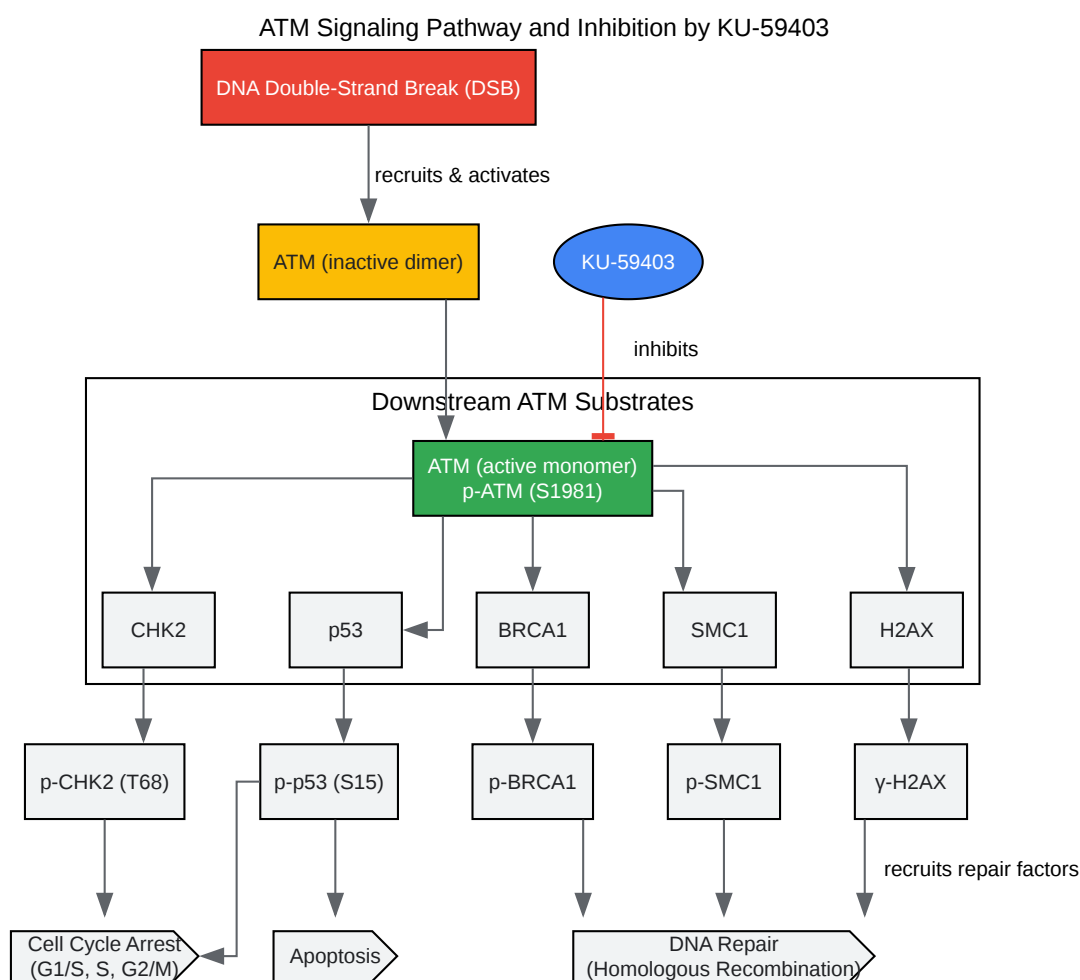 ATM Signaling Pathway and Inhibition by KU-59403
DNA Double-Strand Break (DSB)
recruits & activates
ATM (inactive dimer)
KU-59403
inhibits
Downstream ATM Substrates
ATM (active monomer)
p-ATM (S1981)
CHK2
p53
BRCA1
SMC1
H2AX
p-CHK2 (T68)
p-p53 (S15)
p-BRCA1
p-SMC1
γ-H2AX
recruits repair factors
Cell Cycle Arrest
(G1/S, S, G2/M)
Apoptosis
DNA Repair
(Homologous Recombination)